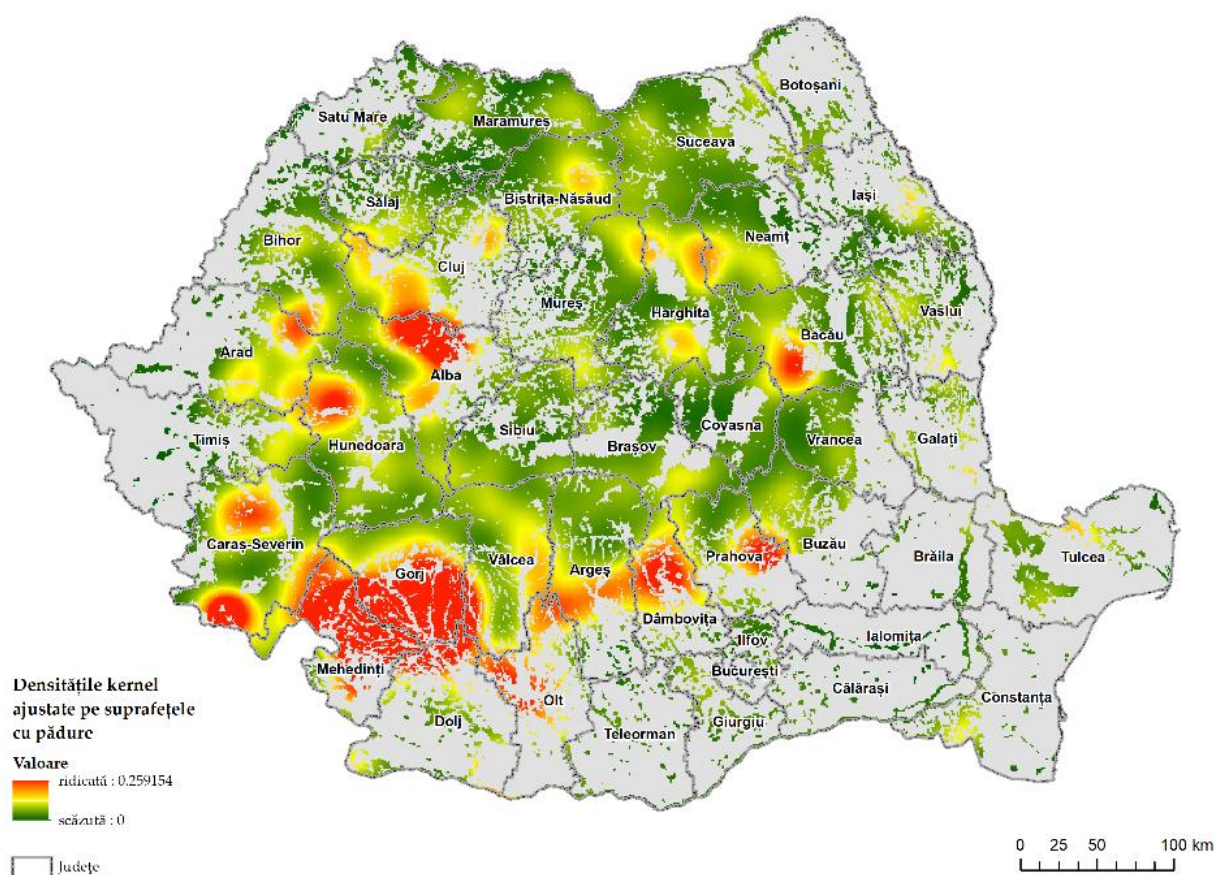 Botoșani
Satu Mare
Maramureș
Suceava
Iași
Sălaj
Bistrița-Năsăud
Bihor
Neamț
Cluj
Mureș
Harghita
Vaslui
Bacău
Arad
Alba
Timiș
Hunedoara
Sibiu
Covasna
Vrancea
Galați
Brașov
Caraș-Severin
Gorj
Vâlcea
Argeș
Prahova
Buzău
Brăila
Tulcea
Dâmbovița
Ilfov
Ialomița
Mehedinți
București
Călărași
Constanța
Olt
Dolj
Teleorman
Giurgiu
Densitățile kernel
ajustate pe suprafețele
cu pădure
Valoare
ridicată : 0.259154
scăzută : 0
Județe
0 25 50 100 km